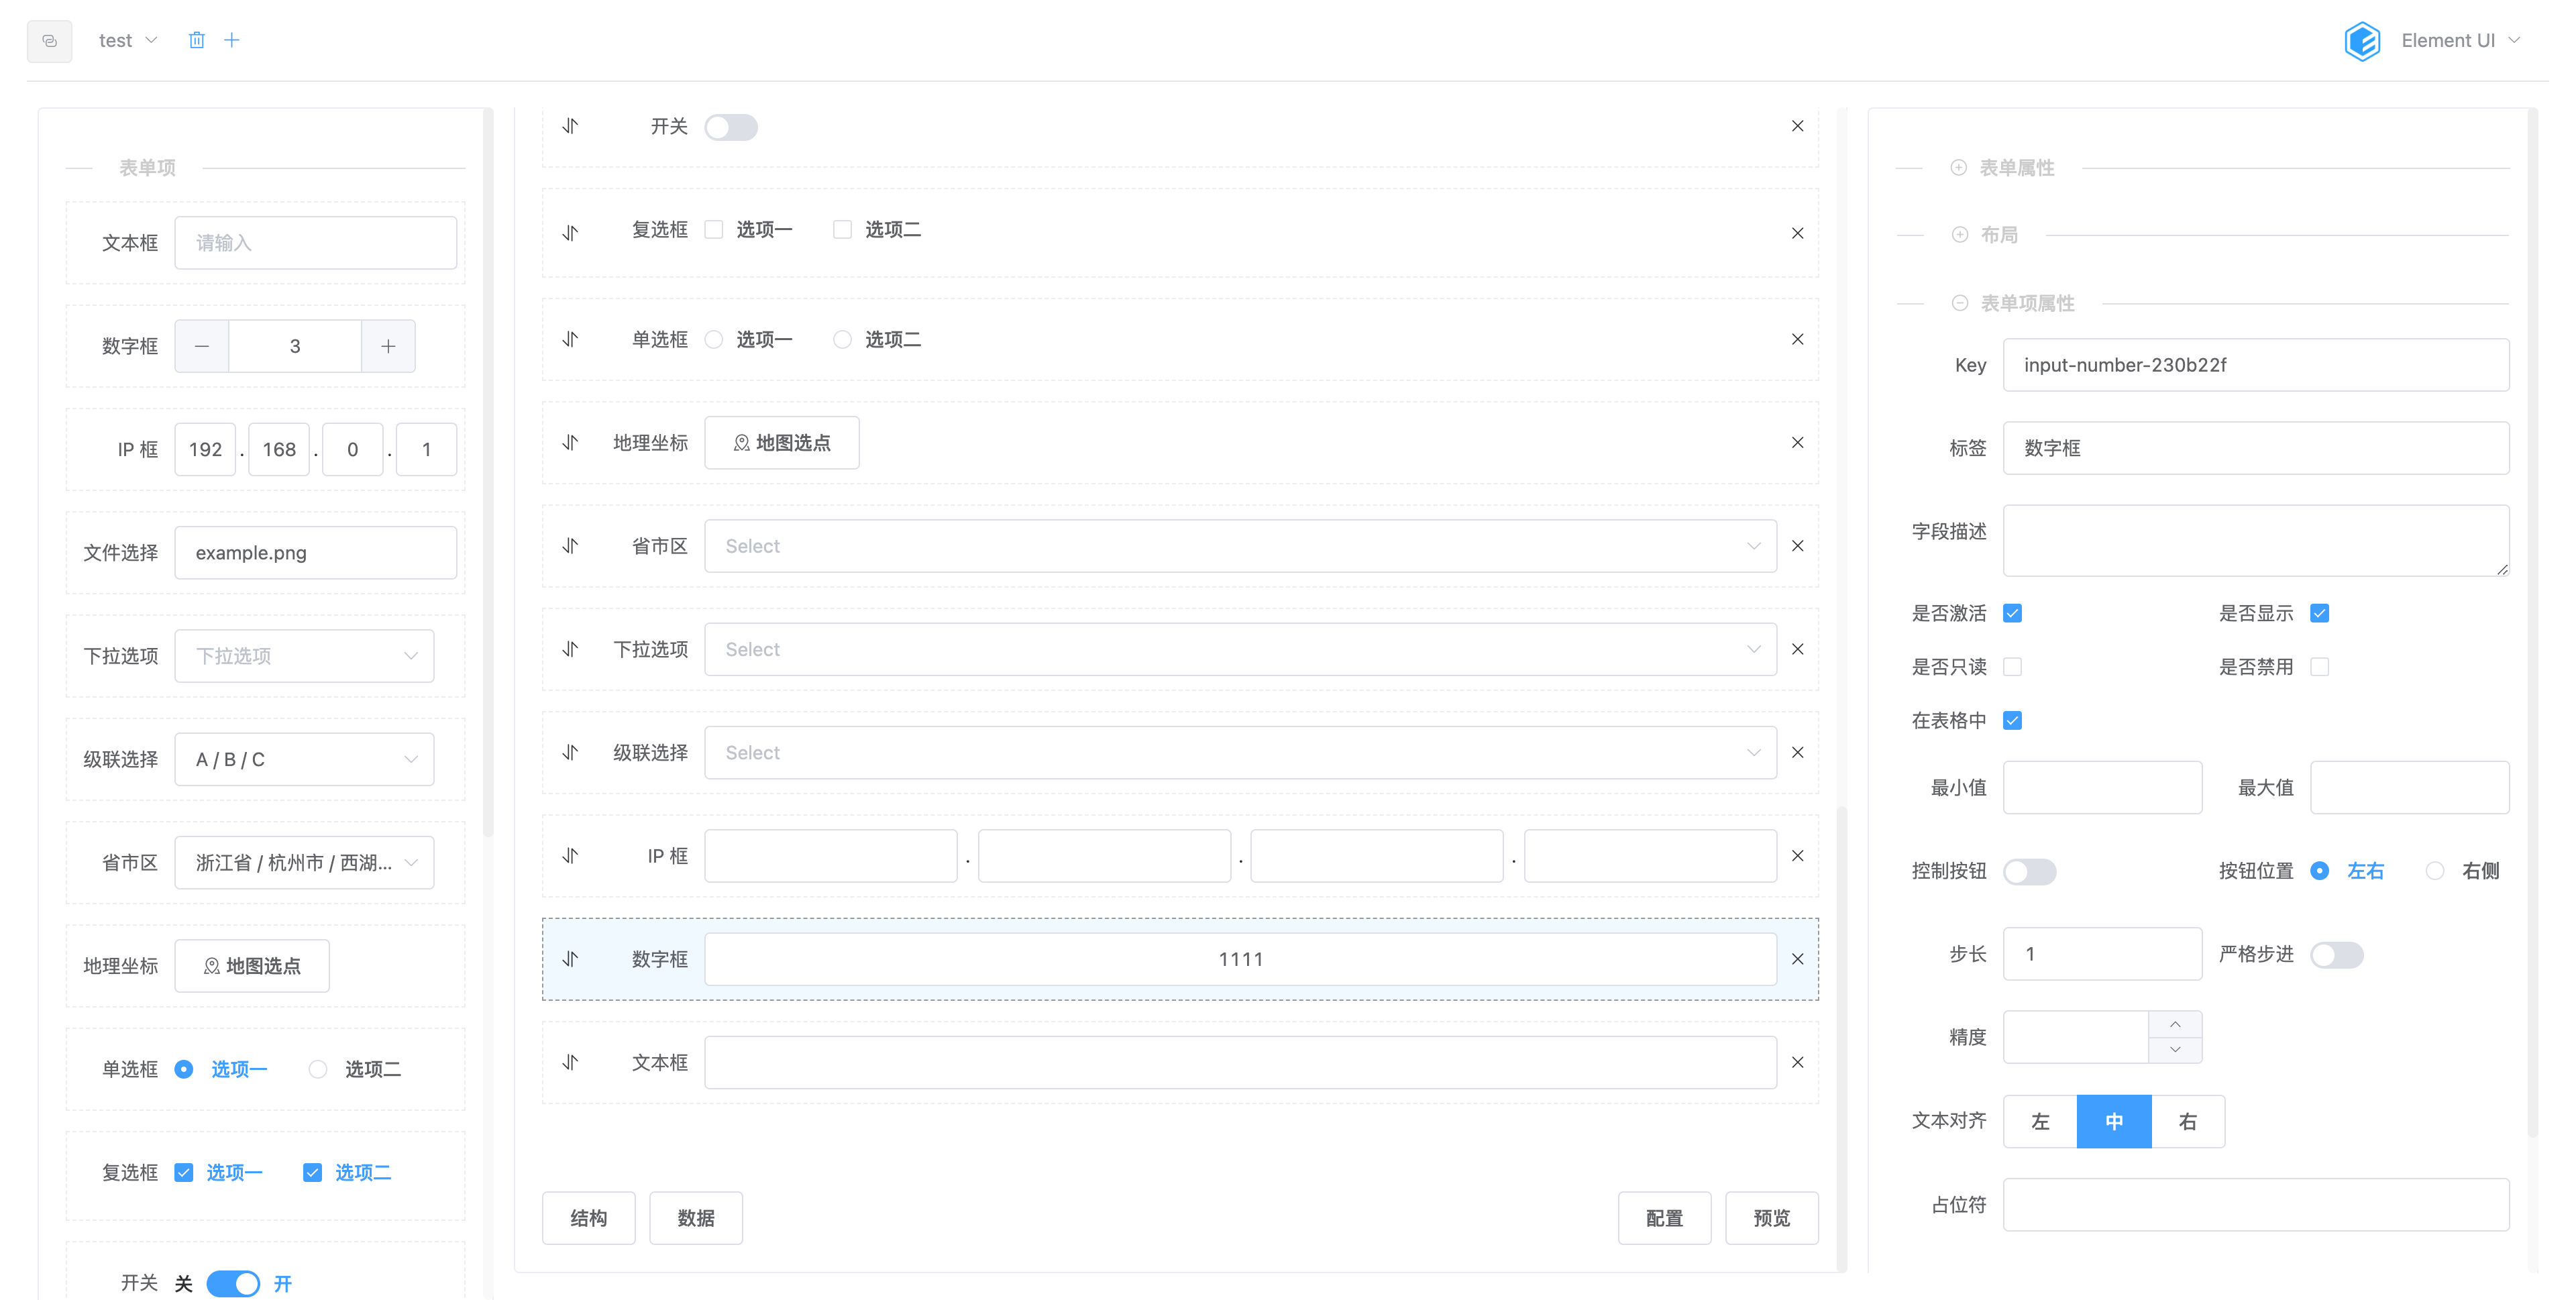 test
Element UI
表单项
文本框 请输入
数字框 3
IP 框 192 . 168 . 0 . 1
文件选择 example.png
下拉选项 下拉选项
级联选择 A / B / C
省市区 浙江省 / 杭州市 / 西湖...
地理坐标 地图选点
单选框 选项一 选项二
复选框 选项一 选项二
开关 关 开
开关
复选框 选项一 选项二
单选框 选项一 选项二
地理坐标 地图选点
省市区 Select
下拉选项 Select
级联选择 Select
IP 框 . . .
数字框 1111
文本框
结构 数据 配置 预览
表单属性
布局
表单项属性
Key input-number-230b22f
标签 数字框
字段描述
是否激活 是否显示
是否只读 是否禁用
在表格中
最小值 最大值
控制按钮 按钮位置 左右 右侧
步长 1 严格步进
精度
文本对齐 左 中 右
占位符